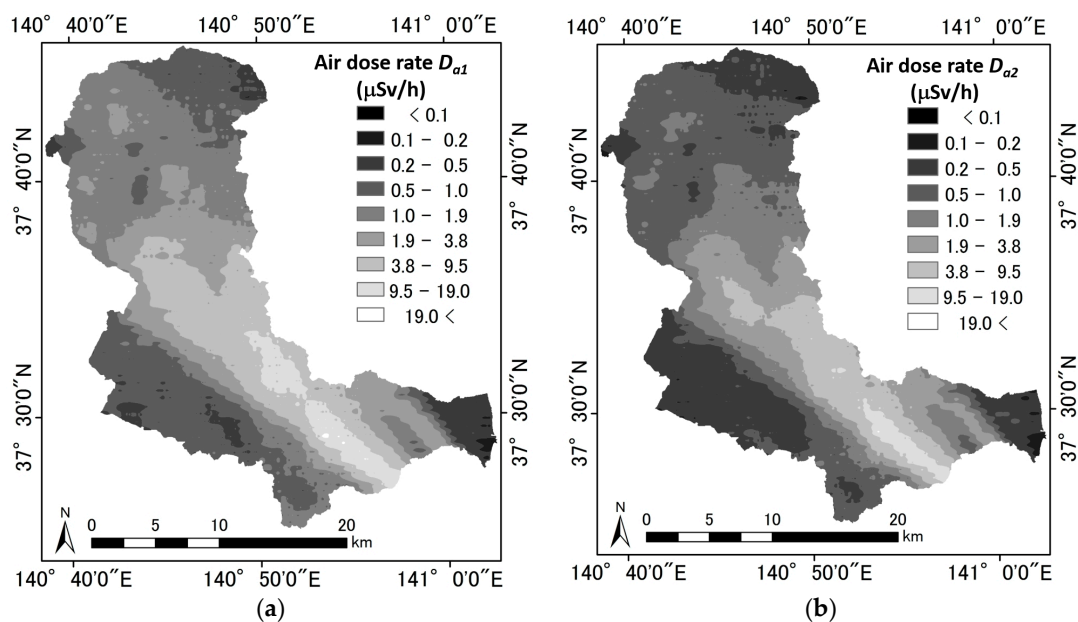 140° 40'0"E 140° 50'0"E 141° 0'0"E
Air dose rate Da1
(μSv/h)
< 0.1
0.1 - 0.2
0.2 - 0.5
0.5 - 1.0
1.0 - 1.9
1.9 - 3.8
3.8 - 9.5
9.5 - 19.0
19.0 <
37° 40'0"N
37° 40'0"N
37° 30'0"N
37° 30'0"N
N
0 5 10 20
km
140° 40'0"E 140° 50'0"E 141° 0'0"E
(a)
140° 40'0"E 140° 50'0"E 141° 0'0"E
Air dose rate Da2
(μSv/h)
< 0.1
0.1 - 0.2
0.2 - 0.5
0.5 - 1.0
1.0 - 1.9
1.9 - 3.8
3.8 - 9.5
9.5 - 19.0
19.0 <
37° 40'0"N
37° 40'0"N
37° 30'0"N
37° 30'0"N
N
0 5 10 20
km
140° 40'0"E 140° 50'0"E 141° 0'0"E
(b)